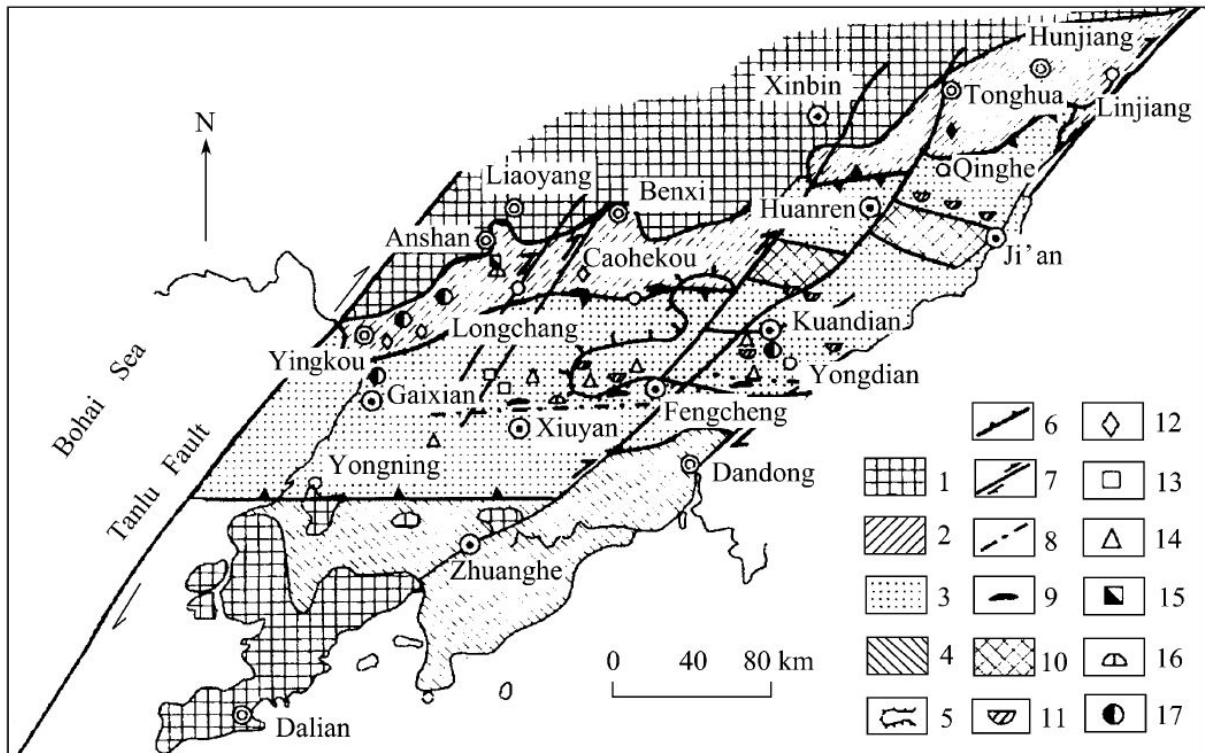 Hunjiang
Xinbin
Tonghua
Linjiang
N
Qinghe
Liaoyang
Benxi
Huanren
Anshan
Ji'an
Caohekou
Bohai Sea
Longchang
Kuandian
Yingkou
Yongdian
Gaixian
Fengcheng
Xiuyan
Tanlu Fault
Yongning
Dandong
Zhuanghe
Dalian
0 40 80 km
6 12
1 7 13
2 8 14
3 9 15
4 10 16
5 11 17